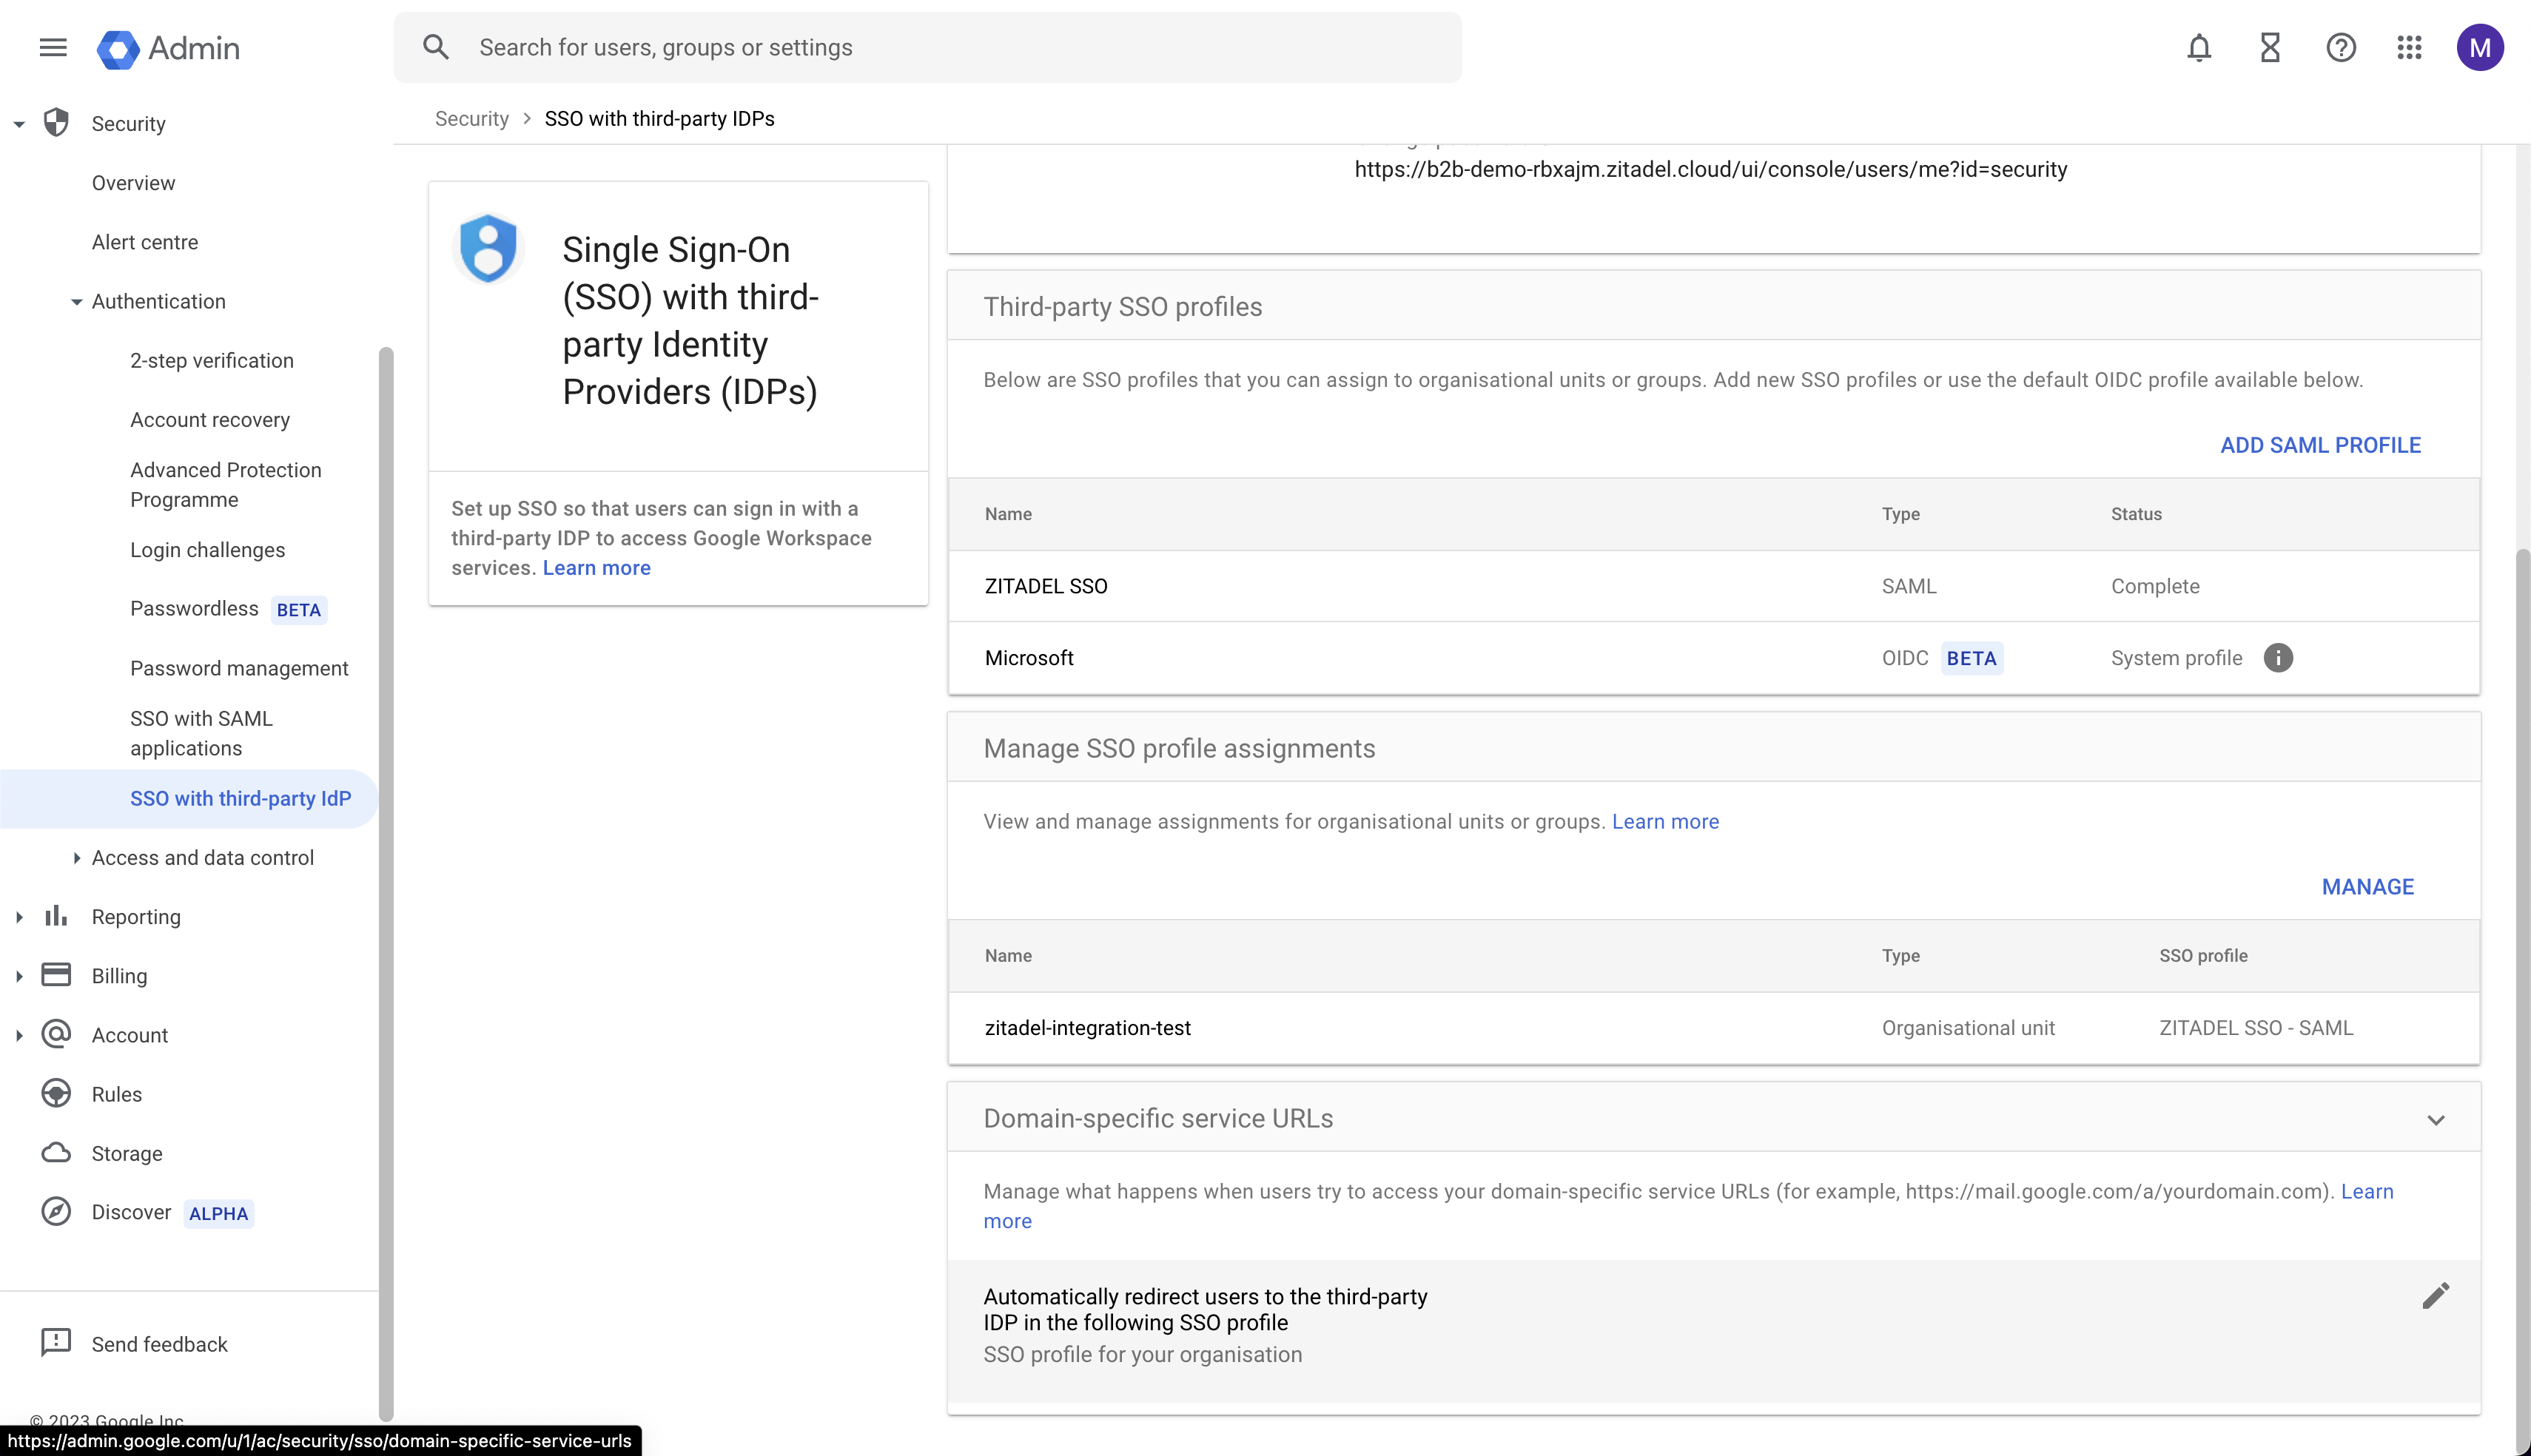 Admin
Search for users, groups or settings
M
Security
Overview
Alert centre
Authentication
2-step verification
Account recovery
Advanced Protection
Programme
Login challenges
Passwordless BETA
Password management
SSO with SAML
applications
SSO with third-party IdP
Access and data control
Reporting
Billing
Account
Rules
Storage
Discover ALPHA
Send feedback
© 2023 Google Inc
https://admin.google.com/u/1/ac/security/sso/domain-specific-service-urls
Security > SSO with third-party IDPs
Single Sign-On
(SSO) with third-
party Identity
Providers (IDPs)
Set up SSO so that users can sign in with a
third-party IDP to access Google Workspace
services. Learn more
https://b2b-demo-rbxajm.zitadel.cloud/ui/console/users/me?id=security
Third-party SSO profiles
Below are SSO profiles that you can assign to organisational units or groups. Add new SSO profiles or use the default OIDC profile available below.
ADD SAML PROFILE
Name Type Status
ZITADEL SSO SAML Complete
Microsoft OIDC BETA System profile
Manage SSO profile assignments
View and manage assignments for organisational units or groups. Learn more
MANAGE
Name Type SSO profile
zitadel-integration-test Organisational unit ZITADEL SSO - SAML
Domain-specific service URLs
Manage what happens when users try to access your domain-specific service URLs (for example, https://mail.google.com/a/yourdomain.com). Learn
more
Automatically redirect users to the third-party
IDP in the following SSO profile
SSO profile for your organisation